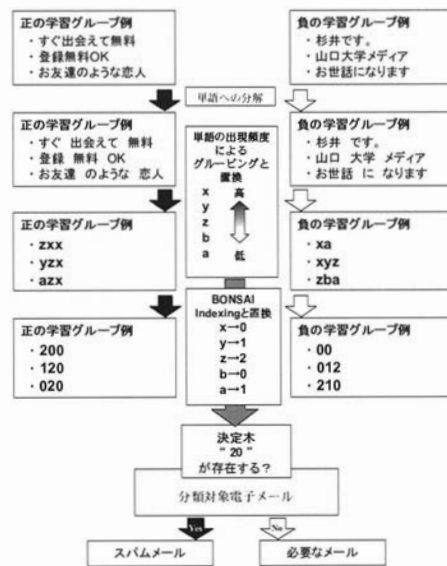 正の学習グループ例
・すぐ出会えて無料
・登録無料OK
・お友達のような恋人
負の学習グループ例
・杉井です。
・山口大学メディア
・お世話になります
単語への分解
正の学習グループ例
・すぐ 出会えて 無料
・登録 無料 OK
・お友達 のような 恋人
単語の出現頻度
による
グルーピングと
置換
x 高
y
z
b
a 低
負の学習グループ例
・杉井 です。
・山口 大学 メディア
・お世話 に なります
正の学習グループ例
・zxx
・yzx
・azx
負の学習グループ例
・xa
・xyz
・zba
BONSAI
Indexingと置換
x→0
y→1
z→2
b→0
a→1
正の学習グループ例
・200
・120
・020
負の学習グループ例
・00
・012
・210
決定木
"20"
が存在する?
分類対象電子メール
Yes
No
スパムメール
必要なメール